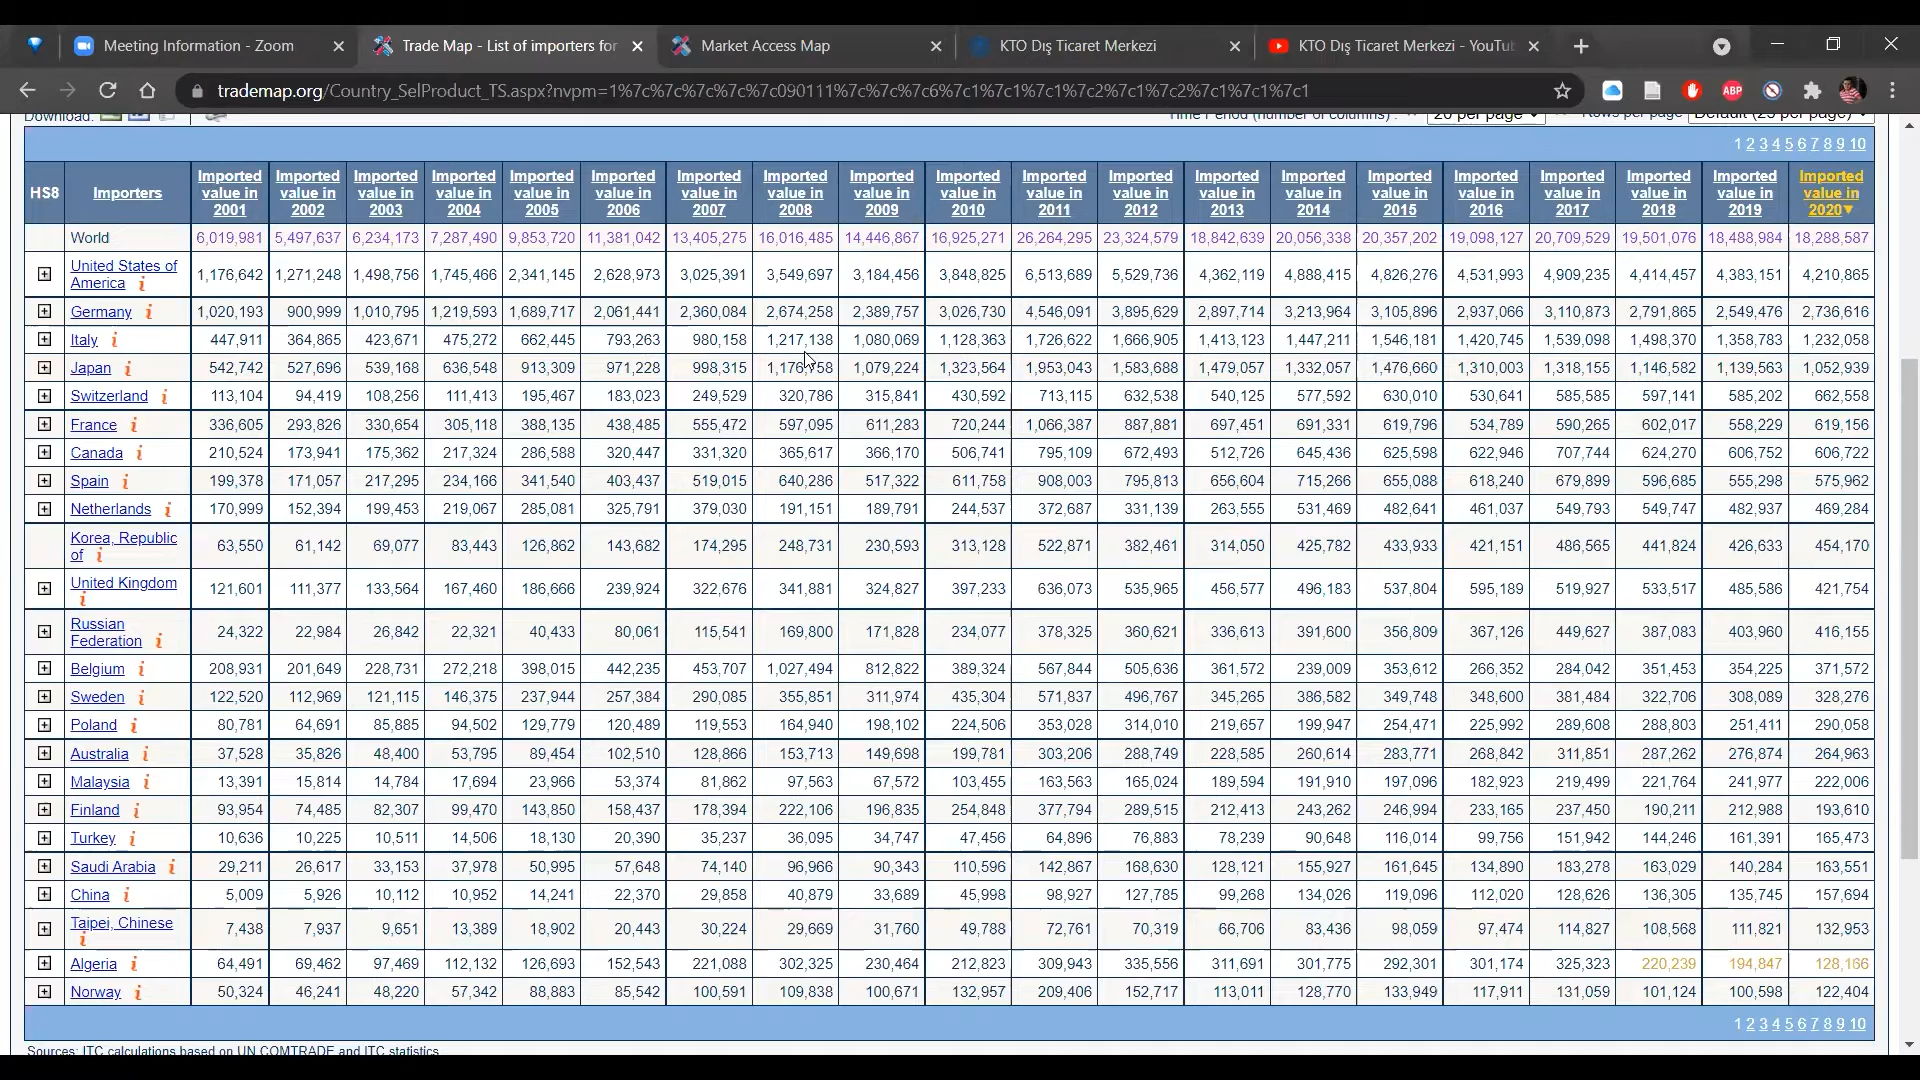 Meeting Information - Zoom
Trade Map - List of importers for
Market Access Map
KTO Dış Ticaret Merkezi
KTO Dış Ticaret Merkezi - YouTu
trademap.org/Country_SelProduct_TS.aspx?nvpm=1%7c%7c%7c%7c%7c090111%7c%7c%7c6%7c1%7c1%7c1%7c2%7c1%7c2%7c1%7c1%7c1%7c1
ABP
Download:
Time Period (number of columns) :
20 per page
Rows per page
Default (25 per page)
1 2 3 4 5 6 7 8 9 10
HS8 Importers Imported value in 2001 Imported value in 2002 Imported value in 2003 Imported value in 2004 Imported value in 2005 Imported value in 2006 Imported value in 2007 Imported value in 2008 Imported value in 2009 Imported value in 2010 Imported value in 2011 Imported value in 2012 Imported value in 2013 Imported value in 2014 Imported value in 2015 Imported value in 2016 Imported value in 2017 Imported value in 2018 Imported value in 2019 Imported value in 2020▼
World 6,019,981 5,497,637 6,234,173 7,287,490 9,853,720 11,381,042 13,405,275 16,016,485 14,446,867 16,925,271 26,264,295 23,324,579 18,842,639 20,056,338 20,357,202 19,098,127 20,709,529 19,501,076 18,488,984 18,288,587
United States of America i 1,176,642 1,271,248 1,498,756 1,745,466 2,341,145 2,628,973 3,025,391 3,549,697 3,184,456 3,848,825 6,513,689 5,529,736 4,362,119 4,888,415 4,826,276 4,531,993 4,909,235 4,414,457 4,383,151 4,210,865
Germany i 1,020,193 900,999 1,010,795 1,219,593 1,689,717 2,061,441 2,360,084 2,674,258 2,389,757 3,026,730 4,546,091 3,895,629 2,897,714 3,213,964 3,105,896 2,937,066 3,110,873 2,791,865 2,549,476 2,736,616
Italy i 447,911 364,865 423,671 475,272 662,445 793,263 980,158 1,217,138 1,080,069 1,128,363 1,726,622 1,666,905 1,413,123 1,447,211 1,546,181 1,420,745 1,539,098 1,498,370 1,358,783 1,232,058
Japan i 542,742 527,696 539,168 636,548 913,309 971,228 998,315 1,079,224 1,323,564 1,953,043 1,583,688 1,479,057 1,332,057 1,476,660 1,310,003 1,318,155 1,146,582 1,139,563 1,052,939
Switzerland i 113,104 94,419 108,256 111,413 195,467 183,023 249,529 320,786 315,841 430,592 713,115 632,538 540,125 577,592 630,010 530,641 585,585 597,141 585,202 662,558
France i 336,605 293,826 330,654 305,118 388,135 438,485 555,472 597,095 611,283 720,244 1,066,387 887,881 697,451 691,331 619,796 534,789 590,265 602,017 558,229 619,156
Canada i 210,524 173,941 175,362 217,324 286,588 320,447 331,320 365,617 366,170 506,741 795,109 672,493 512,726 645,436 625,598 622,946 707,744 624,270 606,752 606,722
Spain i 199,378 171,057 217,295 234,166 341,540 403,437 519,015 640,286 517,322 611,758 908,003 795,813 656,604 715,266 655,088 618,240 679,899 596,685 555,298 575,962
Netherlands i 170,999 152,394 199,453 219,067 285,081 325,791 379,030 191,151 189,791 244,537 372,687 331,139 263,555 531,469 482,641 461,037 549,793 549,747 482,937 469,284
Korea, Republic of i 63,550 61,142 69,077 83,443 126,862 143,682 174,295 248,731 230,593 313,128 522,871 382,461 314,050 425,782 433,933 421,151 486,565 441,824 426,633 454,170
United Kingdom i 121,601 111,377 133,564 167,460 186,666 239,924 322,676 341,881 324,827 397,233 636,073 535,965 456,577 496,183 537,804 595,189 519,927 533,517 485,586 421,754
Russian Federation i 24,322 22,984 26,842 22,321 40,433 80,061 115,541 169,800 171,828 234,077 378,325 360,621 336,613 391,600 356,809 367,126 449,627 387,083 403,960 416,155
Belgium i 208,931 201,649 228,731 272,218 398,015 442,235 453,707 1,027,494 812,822 389,324 567,844 505,636 361,572 239,009 353,612 266,352 284,042 351,453 354,225 371,572
Sweden i 122,520 112,969 121,115 146,375 237,944 257,384 290,085 355,851 311,974 435,304 571,837 496,767 345,265 386,582 349,748 348,600 381,484 322,706 308,089 328,276
Poland i 80,781 64,691 85,885 94,502 129,779 120,489 119,553 164,940 198,102 224,506 353,028 314,010 219,657 199,947 254,471 225,992 289,608 288,803 251,411 290,058
Australia i 37,528 35,826 48,400 53,795 89,454 102,510 128,866 153,713 149,698 199,781 303,206 288,749 228,585 260,614 283,771 268,842 311,851 287,262 276,874 264,963
Malaysia i 13,391 15,814 14,784 17,694 23,966 53,374 81,862 97,563 67,572 103,455 163,563 165,024 189,594 191,910 197,096 182,923 219,499 221,764 241,977 222,006
Finland i 93,954 74,485 82,307 99,470 143,850 158,437 178,394 222,106 196,835 254,848 377,794 289,515 212,413 243,262 246,994 233,165 237,450 190,211 212,988 193,610
Turkey i 10,636 10,225 10,511 14,506 18,130 20,390 35,237 36,095 34,747 47,456 64,896 76,883 78,239 90,648 116,014 99,756 151,942 144,246 161,391 165,473
Saudi Arabia i 29,211 26,617 33,153 37,978 50,995 57,648 74,140 96,966 90,343 110,596 142,867 168,630 128,121 155,927 161,645 134,890 183,278 163,029 140,284 163,551
China i 5,009 5,926 10,112 10,952 14,241 22,370 29,858 40,879 33,689 45,998 98,927 127,785 99,268 134,026 119,096 112,020 128,626 136,305 135,745 157,694
Taipei, Chinese i 7,438 7,937 9,651 13,389 18,902 20,443 30,224 29,669 31,760 49,788 72,761 70,319 66,706 83,436 98,059 97,474 114,827 108,568 111,821 132,953
Algeria i 64,491 69,462 97,469 112,132 126,693 152,543 221,088 302,325 230,464 212,823 309,943 335,556 311,691 301,775 292,301 301,174 325,323 220,239 194,847 128,166
Norway i 50,324 46,241 48,220 57,342 88,883 85,542 100,591 109,838 100,671 132,957 209,406 152,717 113,011 128,770 133,949 117,911 131,059 101,124 100,598 122,404
1 2 3 4 5 6 7 8 9 10
Sources: ITC calculations based on UN COMTRADE and ITC statistics.